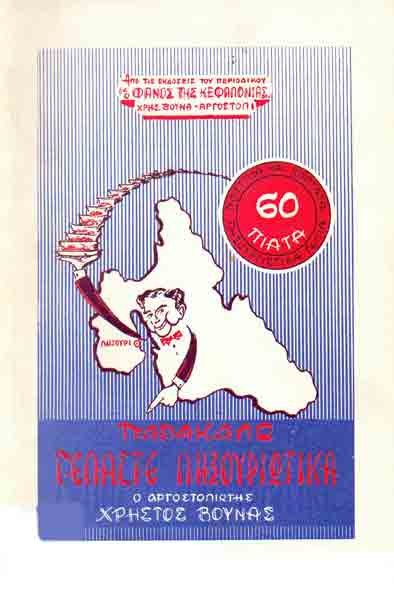 ΑΠΟ ΤΙΣ ΕΚΔΟΣΕΙΣ ΤΟΥ ΠΕΡΙΟΔΙΚΟΥ
"Ο ΦΑΝΟΣ ΤΗΣ ΚΕΦΑΛΟΝΙΑΣ"
ΧΡΗΣ. ΒΟΥΝΑ - ΑΡΓΟΣΤΟΛΙ
60
ΠΙΑΤΑ
ΛΗΞΟΥΡΙ
ΠΑΡΑΚΑΛΩ
ΓΕΛΑΣΤΕ ΛΗΞΟΥΡΙΩΤΙΚΑ
Ο ΑΡΓΟΣΤΟΛΙΩΤΗΣ
ΧΡΗΣΤΟΣ ΒΟΥΝΑΣ